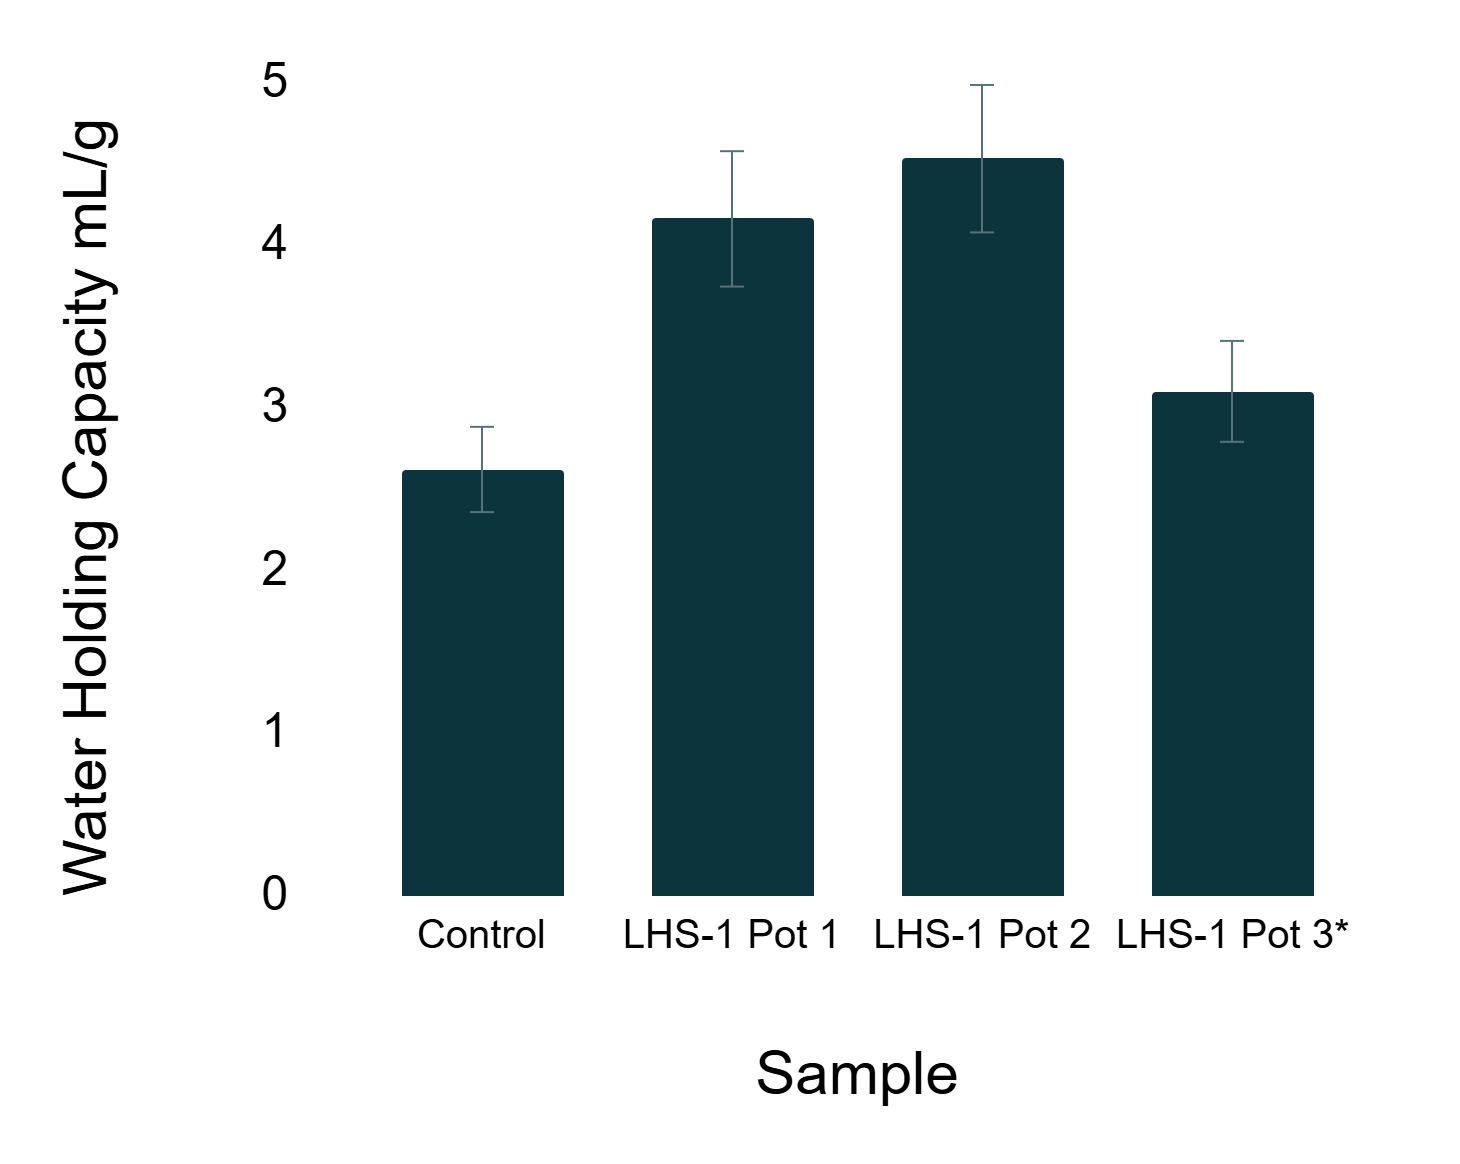 Water Holding Capacity mL/g
5
4
3
2
1
0
Control
LHS-1 Pot 1
LHS-1 Pot 2
LHS-1 Pot 3*
Sample